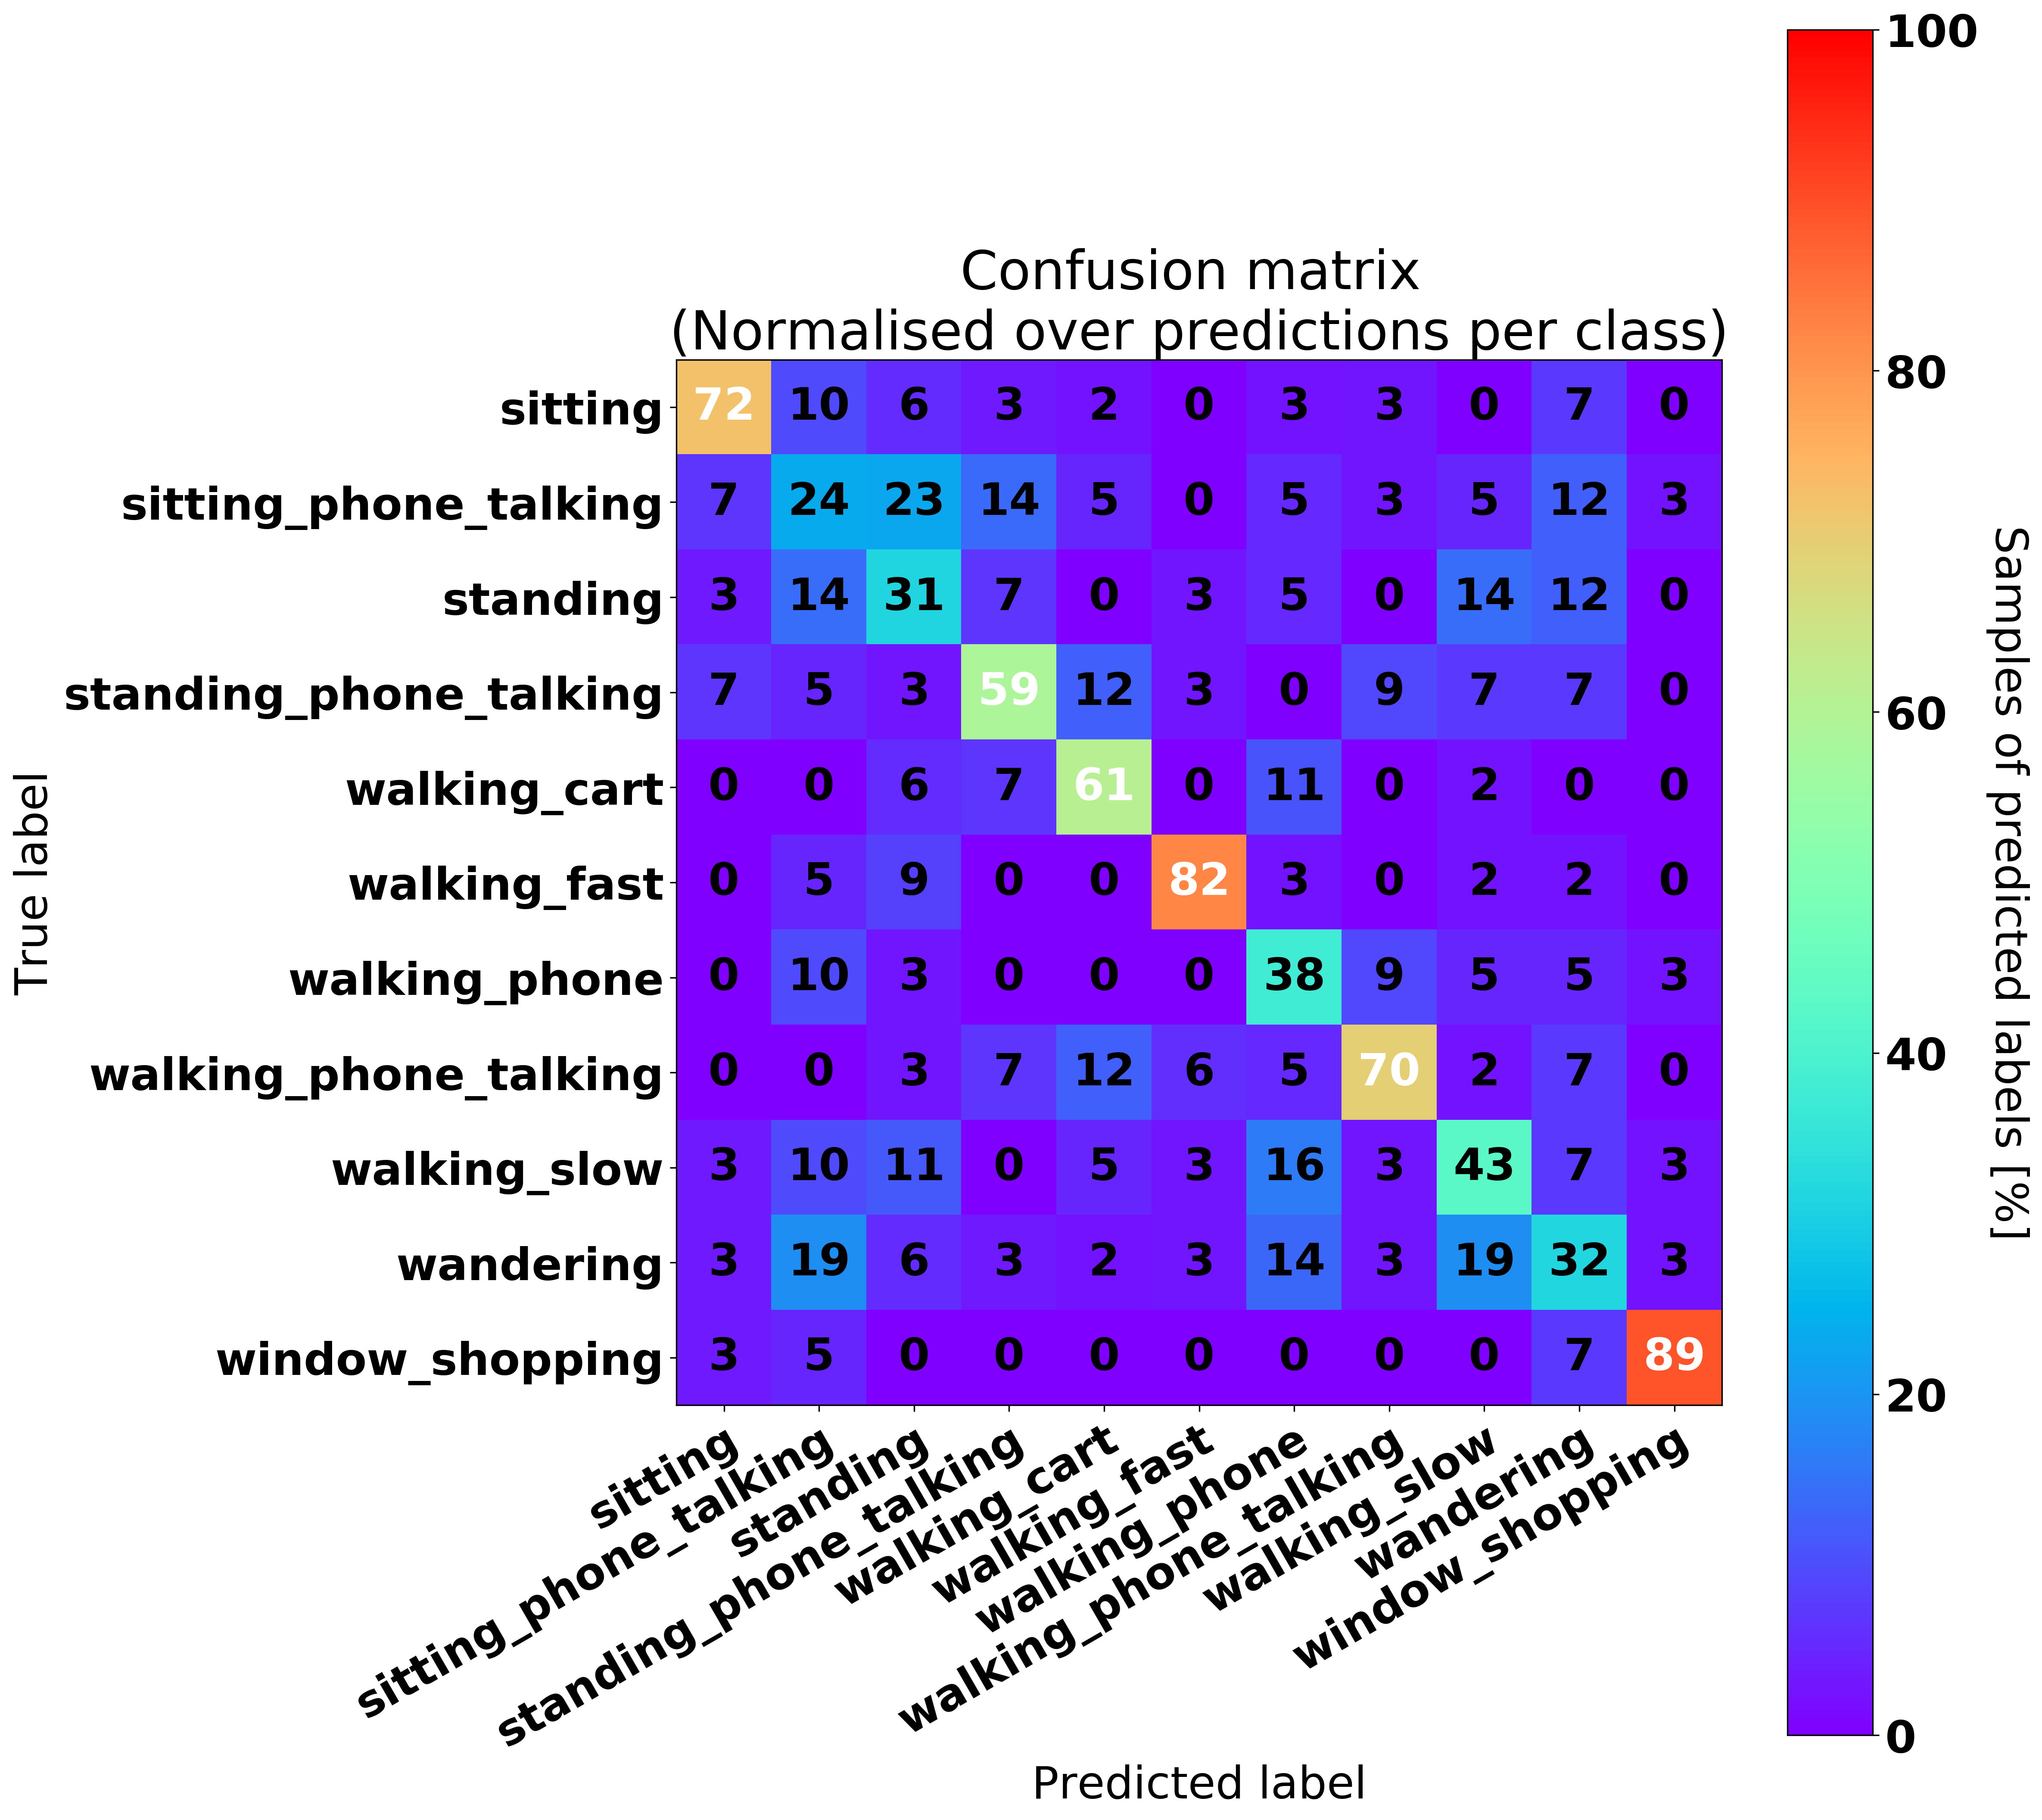 Confusion matrix
(Normalised over predictions per class)
True label
sitting 72 10 6 3 2 0 3 3 0 7 0
sitting_phone_talking 7 24 23 14 5 0 5 3 5 12 3
standing 3 14 31 7 0 3 5 0 14 12 0
standing_phone_talking 7 5 3 59 12 3 0 9 7 7 0
walking_cart 0 0 6 7 61 0 11 0 2 0 0
walking_fast 0 5 9 0 0 82 3 0 2 2 0
walking_phone 0 10 3 0 0 0 38 9 5 5 3
walking_phone_talking 0 0 3 7 12 6 5 70 2 7 0
walking_slow 3 10 11 0 5 3 16 3 43 7 3
wandering 3 19 6 3 2 3 14 3 19 32 3
window_shopping 3 5 0 0 0 0 0 0 0 7 89
sitting
sitting_phone_talking
standing
standing_phone_talking
walking_cart
walking_fast
walking_phone
walking_phone_talking
walking_slow
wandering
window_shopping
Predicted label
100
80
60
40
20
0
Samples of predicted labels [%]